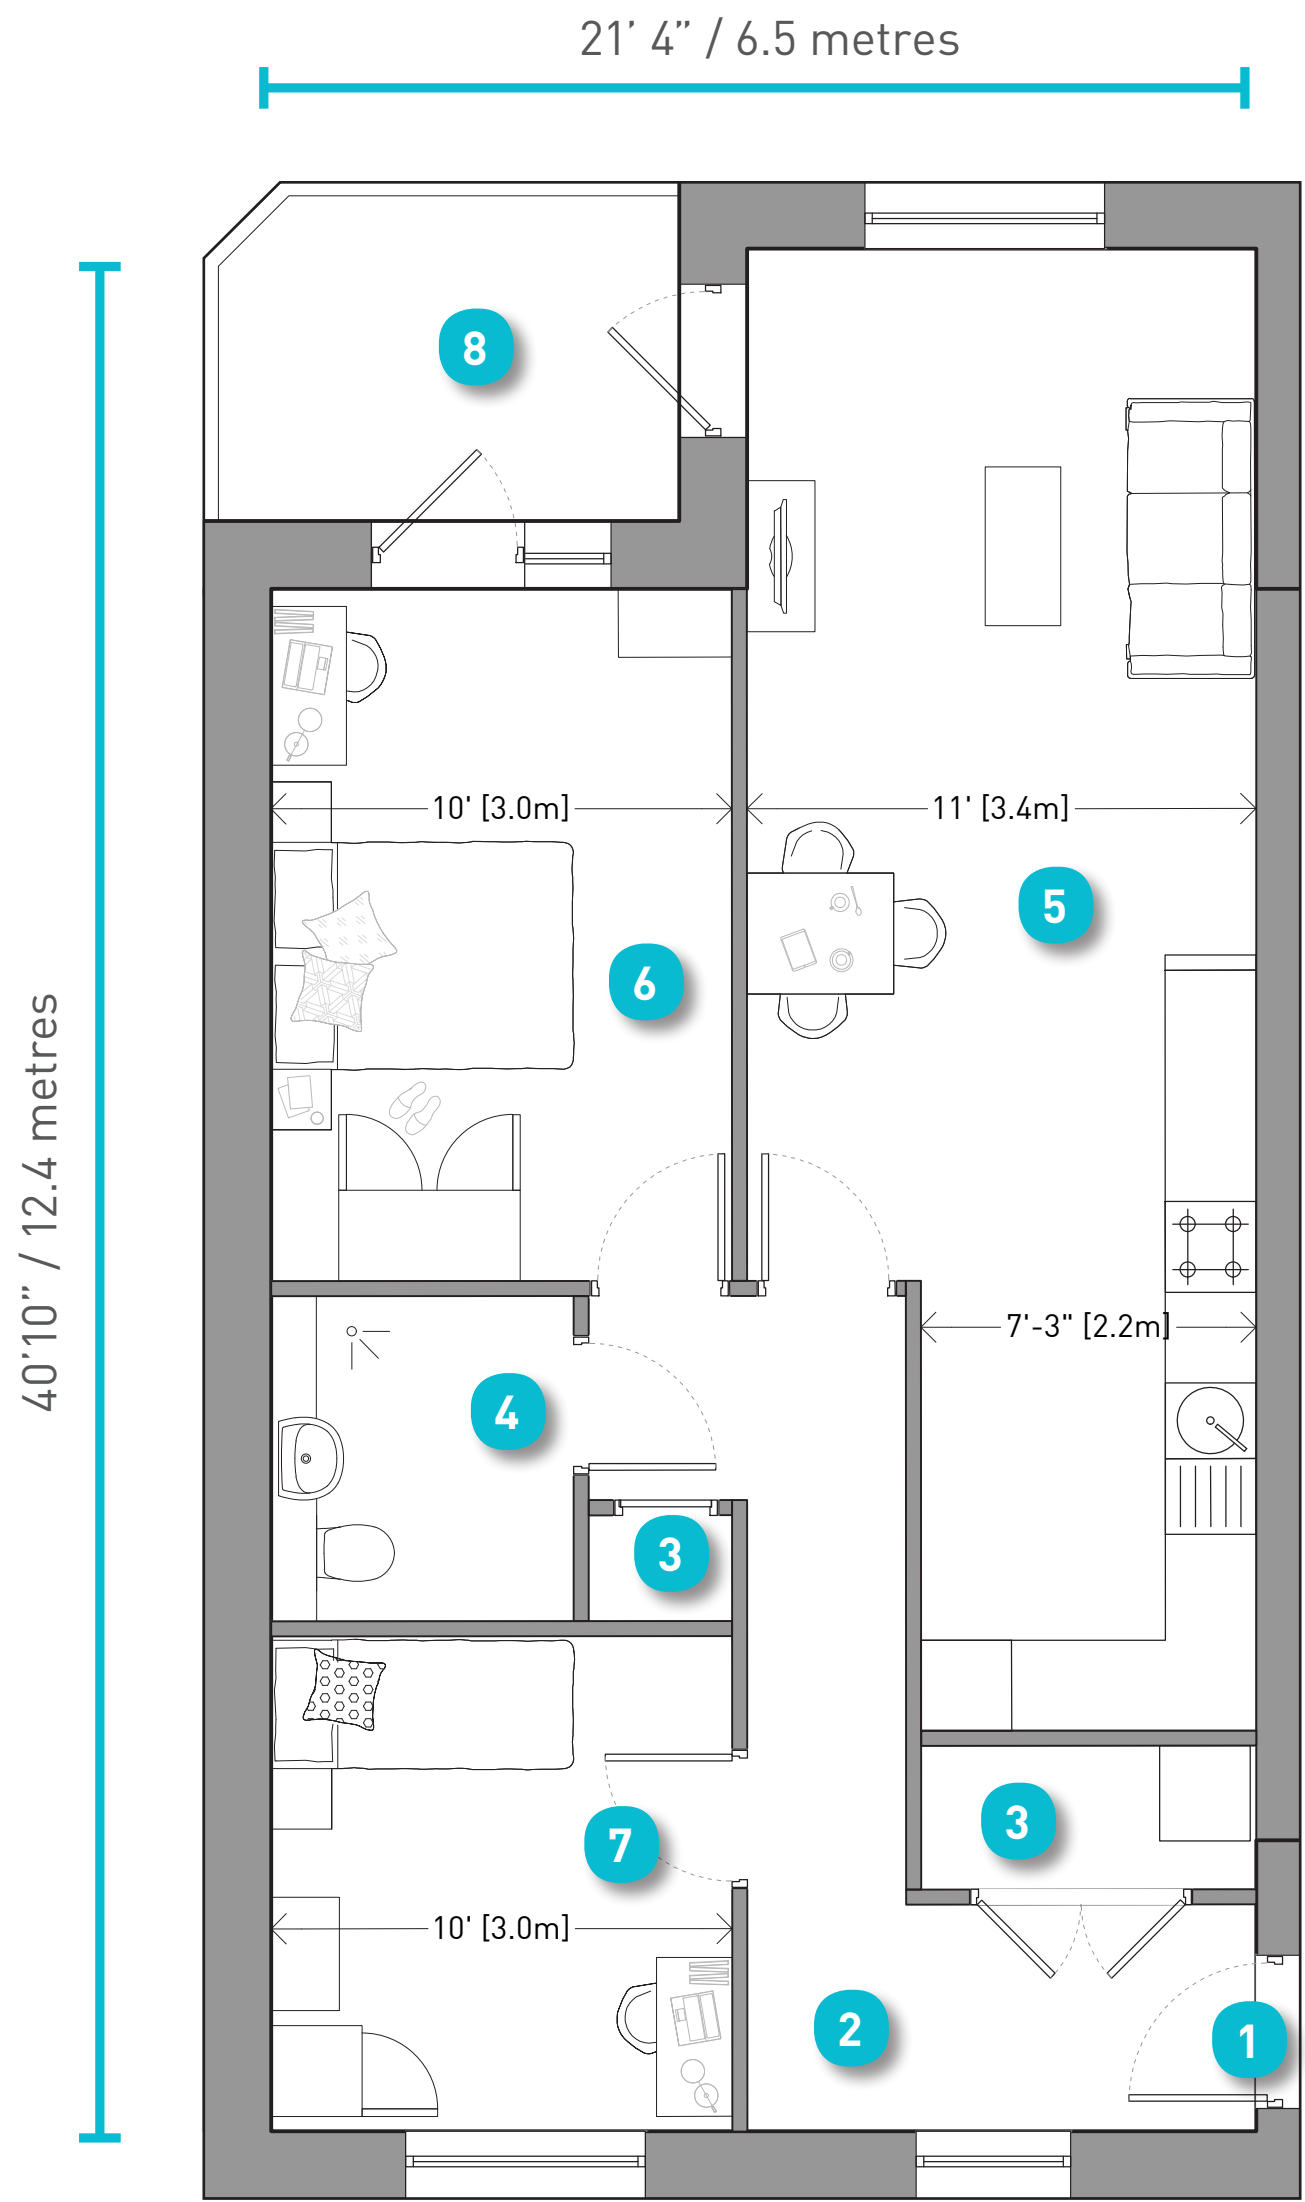 21’ 4” / 6.5 metres
8
10' [3.0m]
11' [3.4m]
5
6
40’10” / 12.4 metres
7'-3" [2.2m]
4
3
3
7
10' [3.0m]
2
1